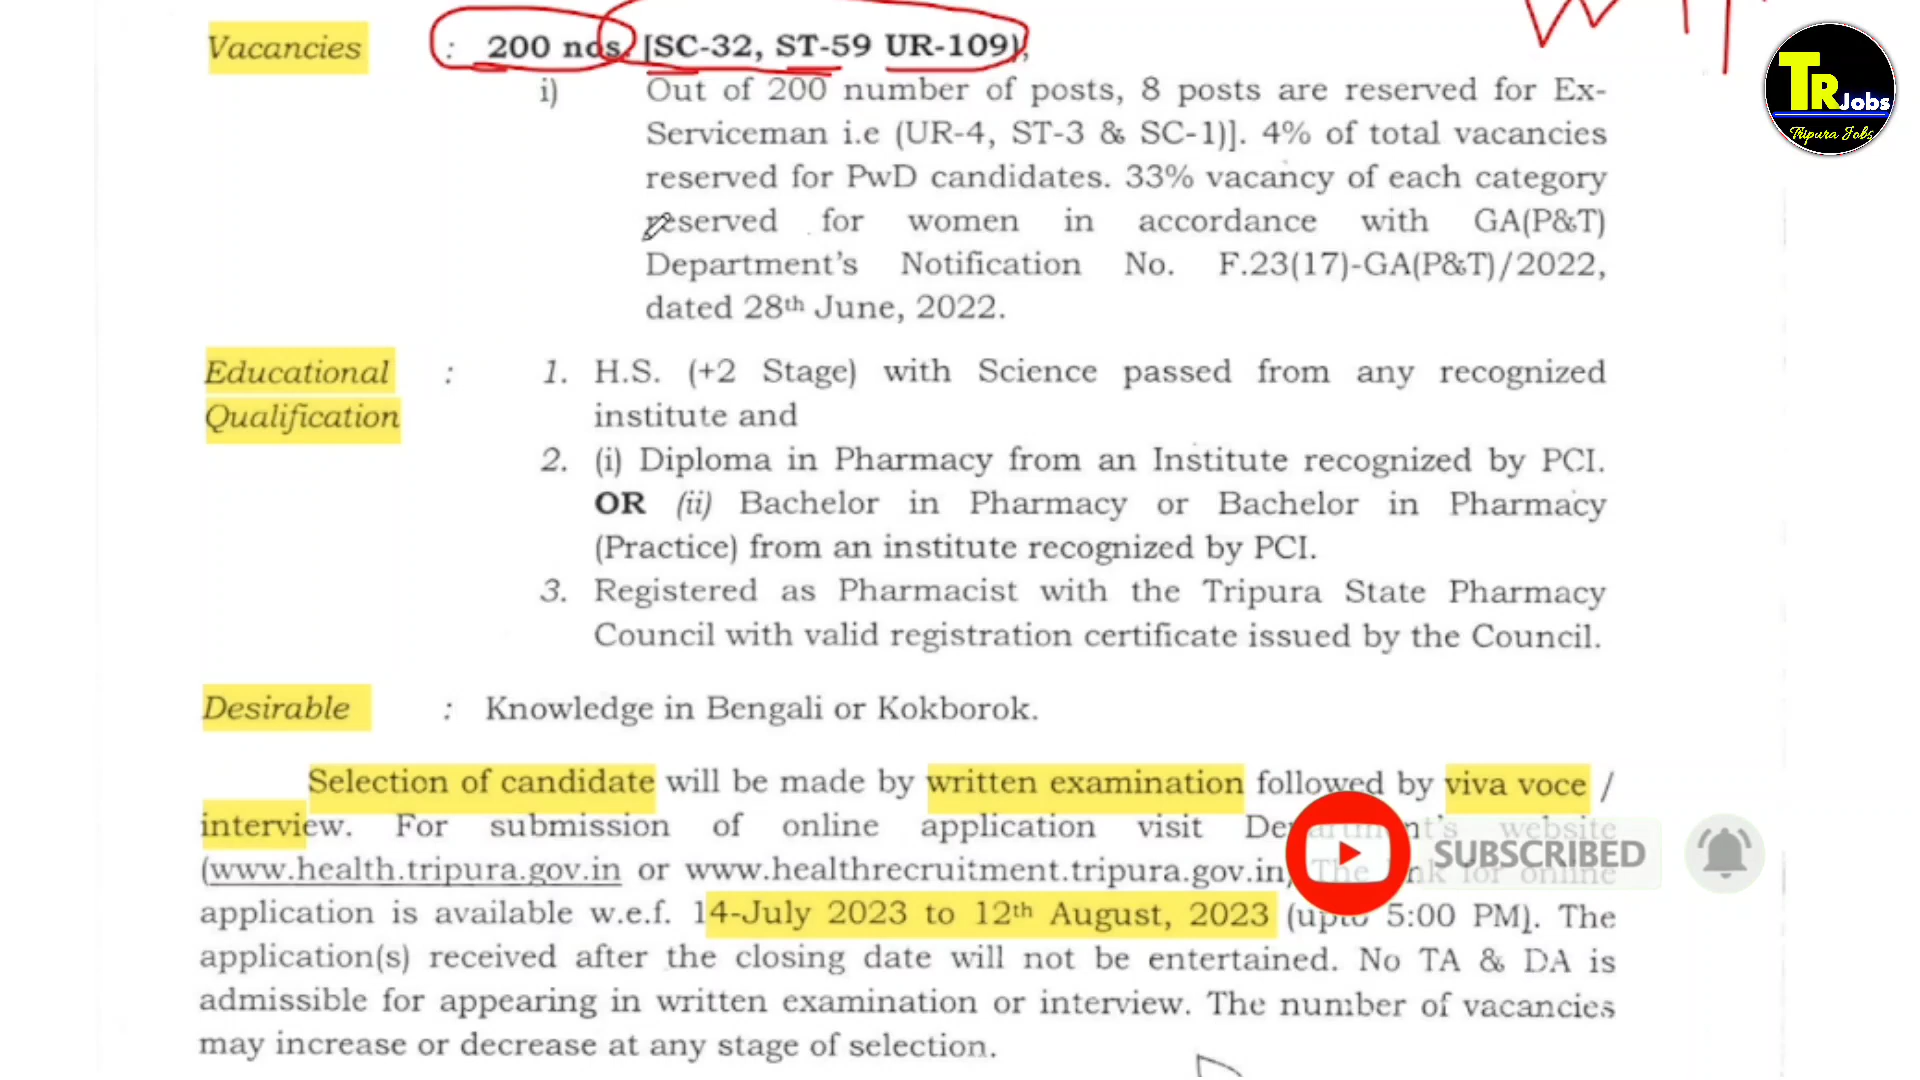 Vacancies : 200 nos. [SC-32, ST-59 UR-109],
i) Out of 200 number of posts, 8 posts are reserved for Ex-
Serviceman i.e (UR-4, ST-3 & SC-1)]. 4% of total vacancies
reserved for PwD candidates. 33% vacancy of each category
reserved for women in accordance with GA(P&T)
Department's Notification No. F.23(17)-GA(P&T)/2022,
dated 28th June, 2022.
Educational : 1. H.S. (+2 Stage) with Science passed from any recognized
Qualification institute and
2. (i) Diploma in Pharmacy from an Institute recognized by PCI.
OR (ii) Bachelor in Pharmacy or Bachelor in Pharmacy
(Practice) from an institute recognized by PCI.
3. Registered as Pharmacist with the Tripura State Pharmacy
Council with valid registration certificate issued by the Council.
Desirable : Knowledge in Bengali or Kokborok.
Selection of candidate will be made by written examination followed by viva voce /
interview. For submission of online application visit Department's website
(www.health.tripura.gov.in or www.healthrecruitment.tripura.gov.in) The link for online
application is available w.e.f. 14-July 2023 to 12th August, 2023 (upto 5:00 PM). The
application(s) received after the closing date will not be entertained. No TA & DA is
admissible for appearing in written examination or interview. The number of vacancies
may increase or decrease at any stage of selection.
TR Jobs
Tripura Jobs
SUBSCRIBED